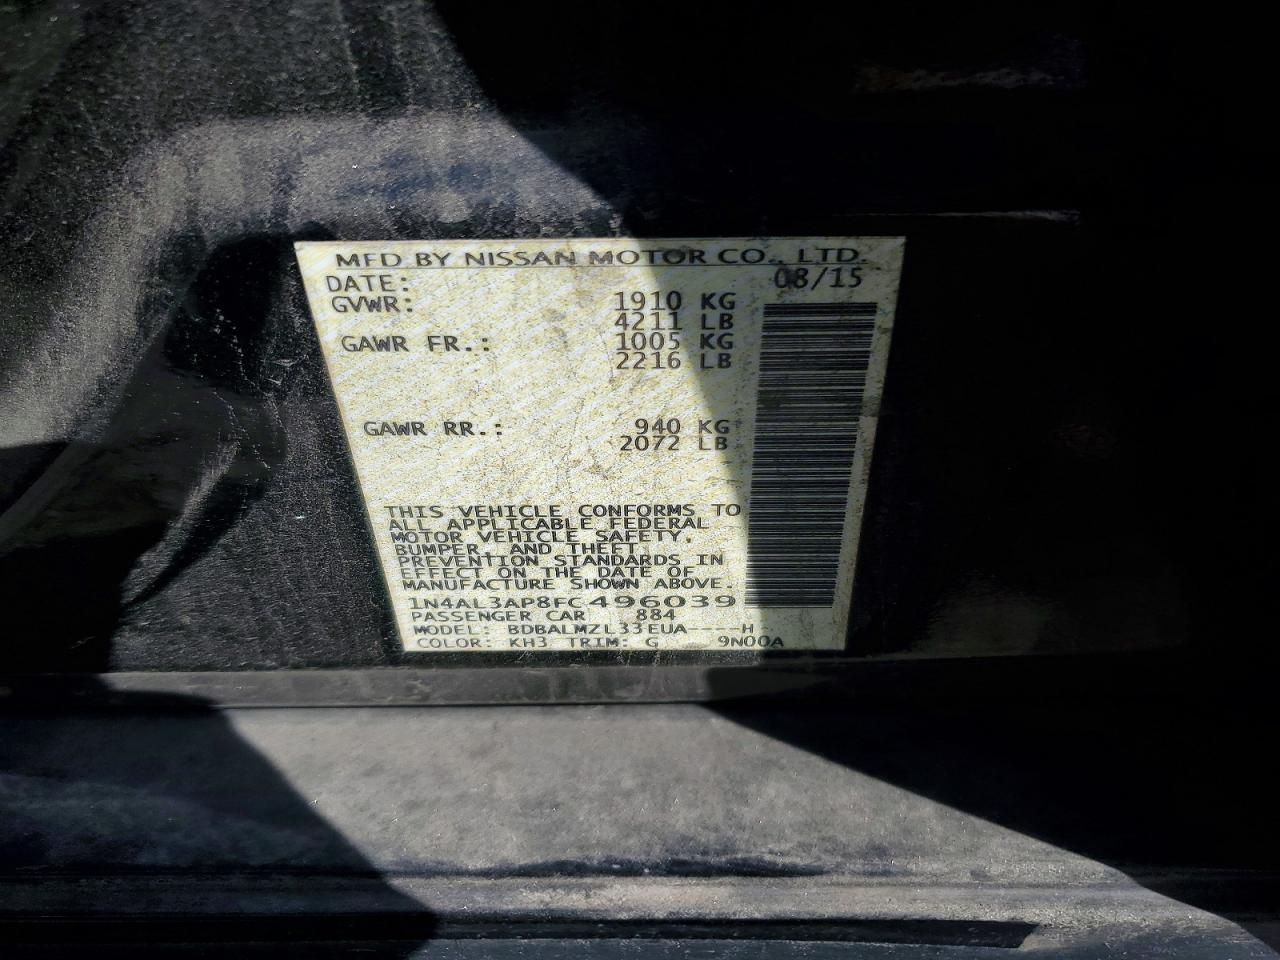 MFD BY NISSAN MOTOR CO., LTD.
DATE: 08/15
GVWR: 1910 KG
4211 LB
GAWR FR.: 1005 KG
2216 LB
GAWR RR.: 940 KG
2072 LB
THIS VEHICLE CONFORMS TO
ALL APPLICABLE FEDERAL
MOTOR VEHICLE SAFETY,
BUMPER, AND THEFT
PREVENTION STANDARDS IN
EFFECT ON THE DATE OF
MANUFACTURE SHOWN ABOVE.
1N4AL3AP8FC496039
PASSENGER CAR 884
MODEL: BDBALMZL33EUA----H
COLOR: KH3 TRIM: G 9N00A